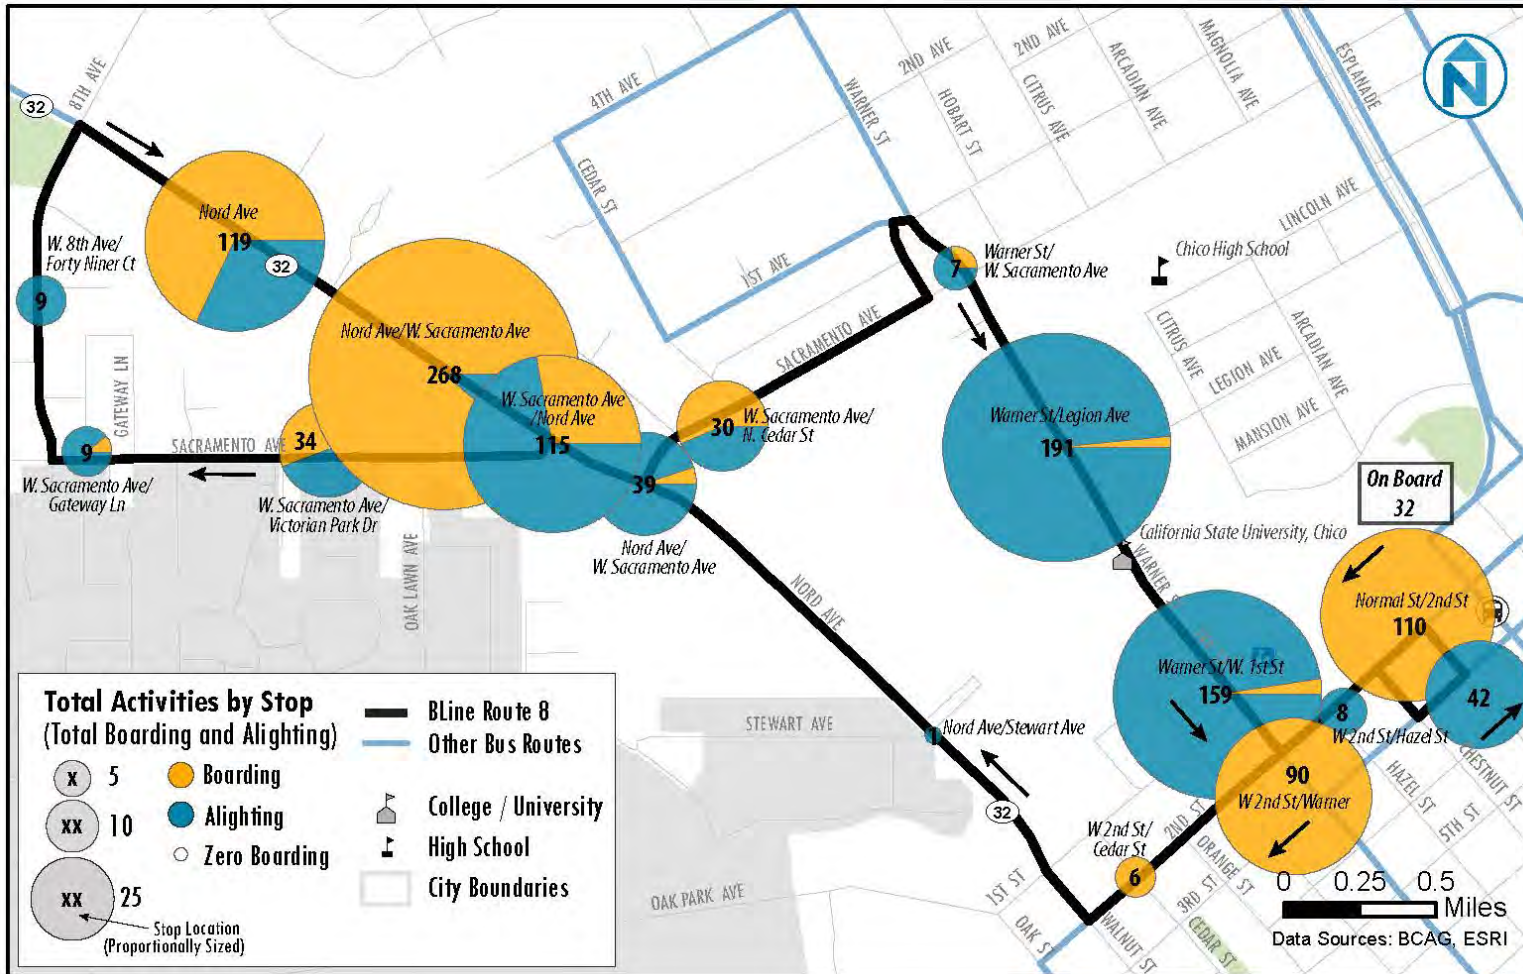 32
8TH AVE
4TH AVE
WARNER ST
2ND AVE
HOBART ST
2ND AVE
CITRUS AVE
ARCADIAN AVE
MAGNOLIA AVE
ESPLANADE
N
CEDAR ST
1ST AVE
SACRAMENTO AVE
LINCOLN AVE
Nord Ave
119
32
W. 8th Ave/
Forty Niner Ct
9
Warner St/
W. Sacramento Ave
7
Chico High School
CITRUS AVE
LEGION AVE
ARCADIAN AVE
MANSION AVE
Nord Ave/W. Sacramento Ave
268
W. Sacramento Ave
/Nord Ave
115
W. Sacramento Ave/
N. Cedar St
30
Warner St/Legion Ave
191
GATEWAY LN
SACRAMENTO AVE
34
9
W. Sacramento Ave/
Gateway Ln
W. Sacramento Ave/
Victorian Park Dr
39
Nord Ave/
W. Sacramento Ave
OAK LAWN AVE
NORD AVE
On Board
32
California State University, Chico
WARNER ST
Normal St/2nd St
110
Warner St/W. 1st St
159
8
42
W 2nd St/Hazel St
90
W 2nd St/Warner
STEWART AVE
Nord Ave/Stewart Ave
1
32
W 2nd St/
Cedar St
6
2ND ST
ORANGE ST
3RD ST
CEDAR ST
HAZEL ST
CHESTNUT ST
5TH ST
OAK PARK AVE
1ST ST
OAK ST
WALNUT ST
Total Activities by Stop
(Total Boarding and Alighting)
X 5
XX 10
XX 25
Stop Location
(Proportionally Sized)
Boarding
Alighting
Zero Boarding
BLine Route 8
Other Bus Routes
College / University
High School
City Boundaries
0 0.25 0.5
Miles
Data Sources: BCAG, ESRI